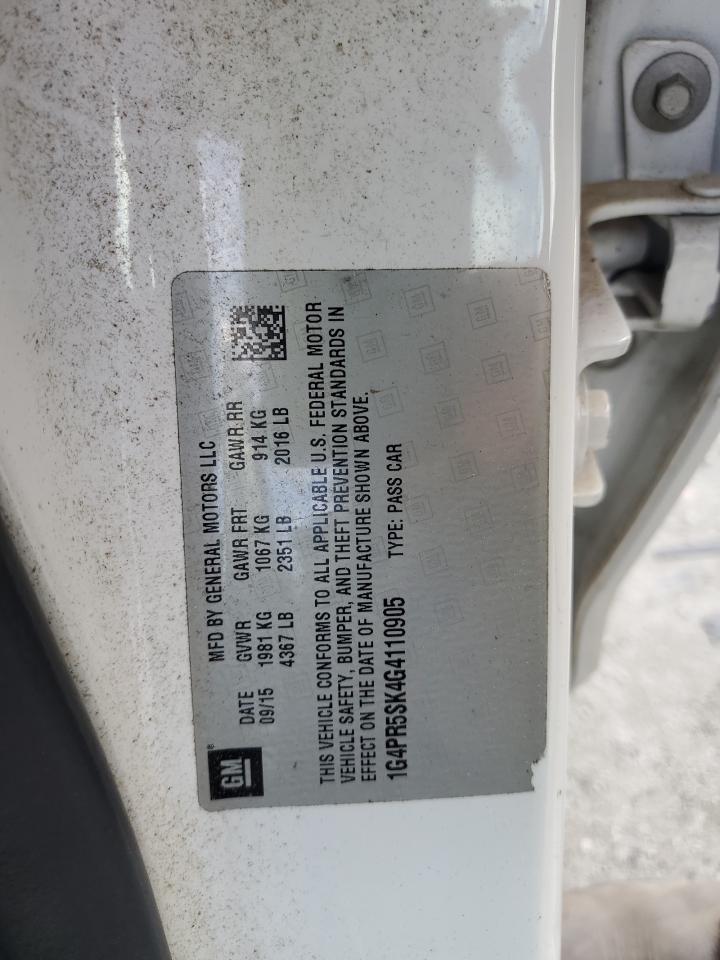 GM®
MFD BY GENERAL MOTORS LLC
DATE GVWR GAWR FRT GAWR RR
09/15 1981 KG 1067 KG 914 KG
4367 LB 2351 LB 2016 LB
THIS VEHICLE CONFORMS TO ALL APPLICABLE U.S. FEDERAL MOTOR
VEHICLE SAFETY, BUMPER, AND THEFT PREVENTION STANDARDS IN
EFFECT ON THE DATE OF MANUFACTURE SHOWN ABOVE.
1G4PR5SK4G4110905 TYPE: PASS CAR